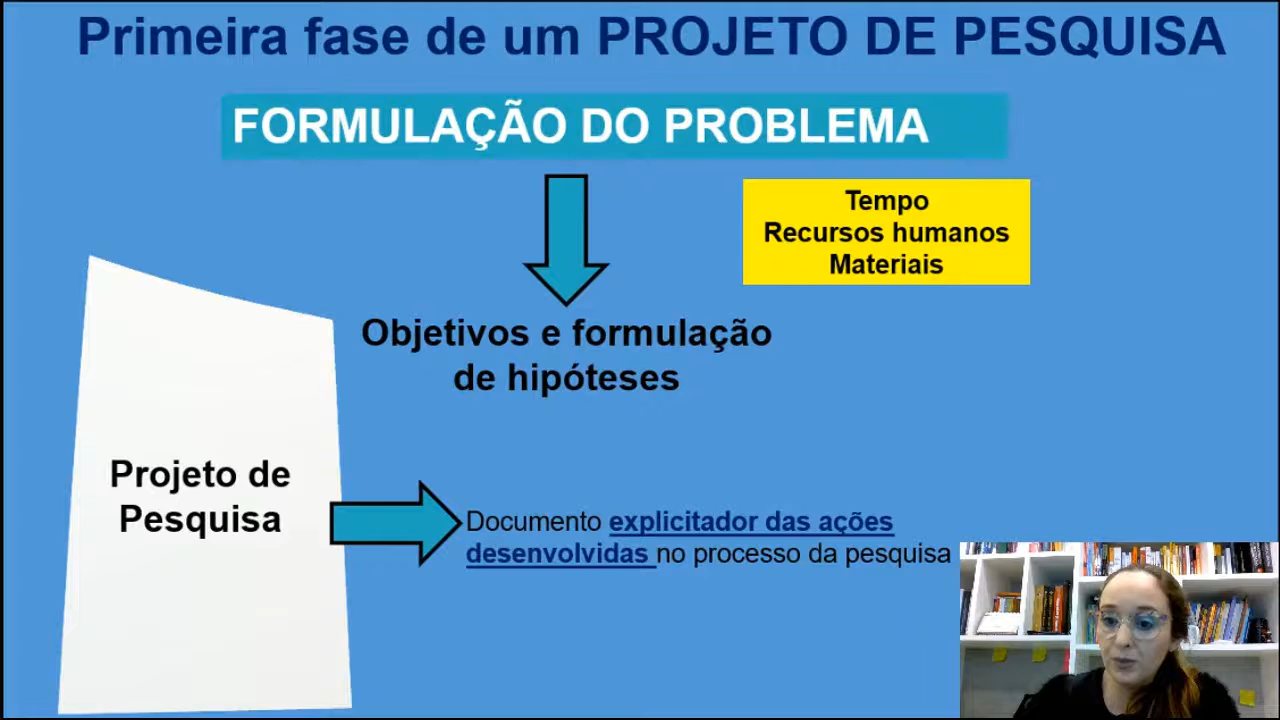 Primeira fase de um PROJETO DE PESQUISA
FORMULAÇÃO DO PROBLEMA
Tempo
Recursos humanos
Materiais
Objetivos e formulação
de hipóteses
Projeto de
Pesquisa
Documento explicitador das ações
desenvolvidas no processo da pesquisa